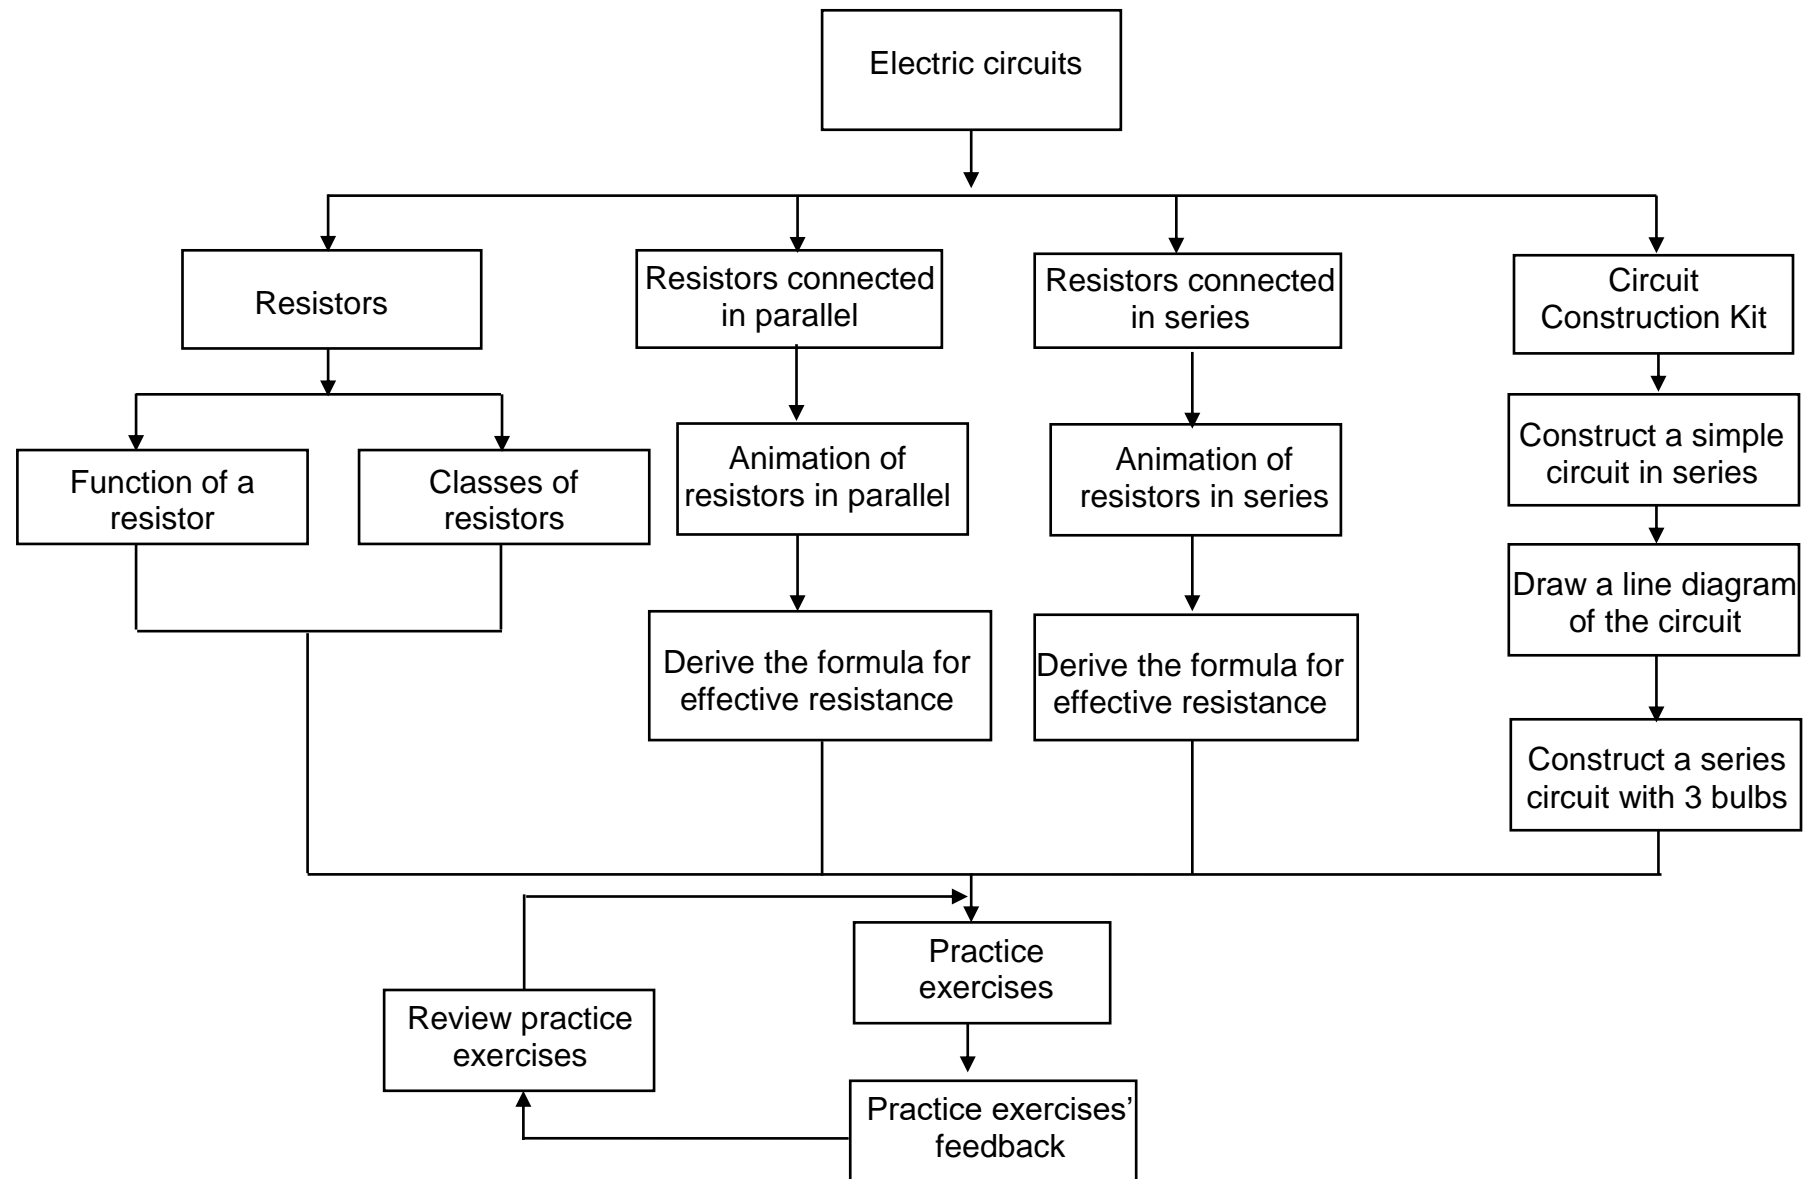 Electric circuits
Resistors
Resistors connected
in parallel
Resistors connected
in series
Circuit
Construction Kit
Function of a
resistor
Classes of
resistors
Animation of
resistors in parallel
Animation of
resistors in series
Construct a simple
circuit in series
Draw a line diagram
of the circuit
Derive the formula for
effective resistance
Derive the formula for
effective resistance
Construct a series
circuit with 3 bulbs
Practice
exercises
Review practice
exercises
Practice exercises’
feedback